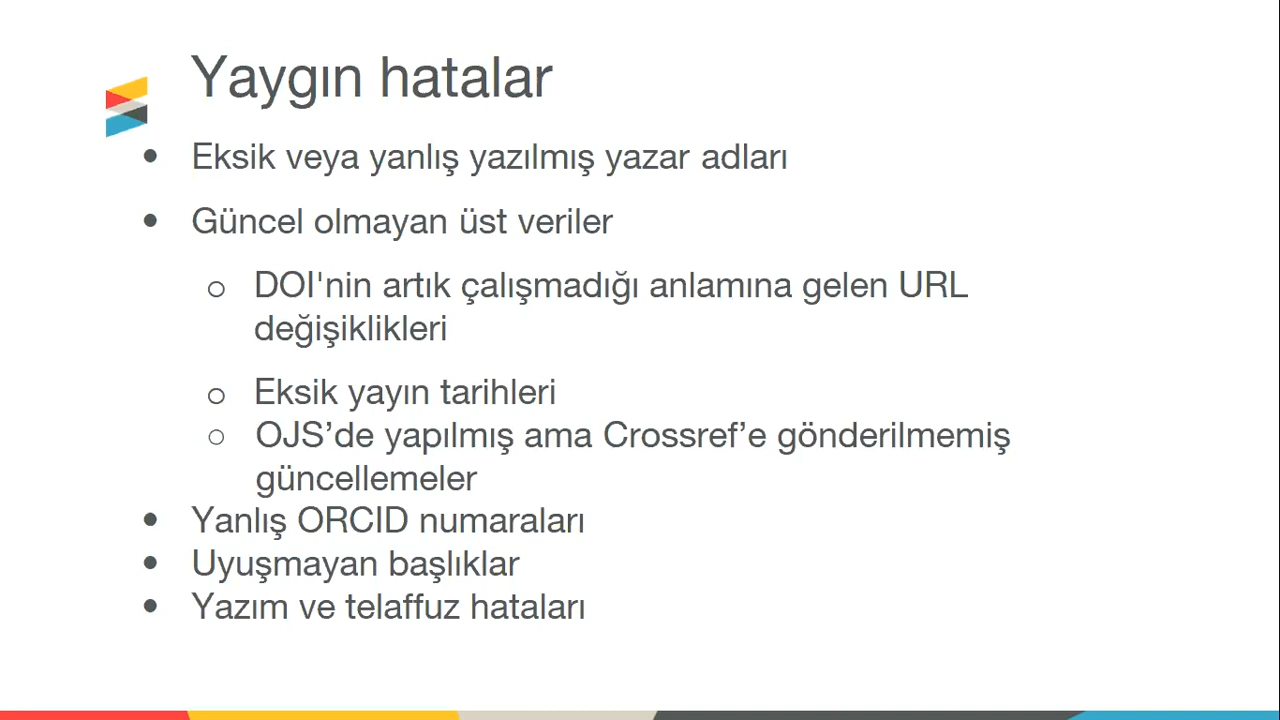 Yaygın hatalar
• Eksik veya yanlış yazılmış yazar adları
• Güncel olmayan üst veriler
o DOI'nin artık çalışmadığı anlamına gelen URL
değişiklikleri
o Eksik yayın tarihleri
○ OJS’de yapılmış ama Crossref’e gönderilmemiş
güncellemeler
• Yanlış ORCID numaraları
• Uyuşmayan başlıklar
• Yazım ve telaffuz hataları